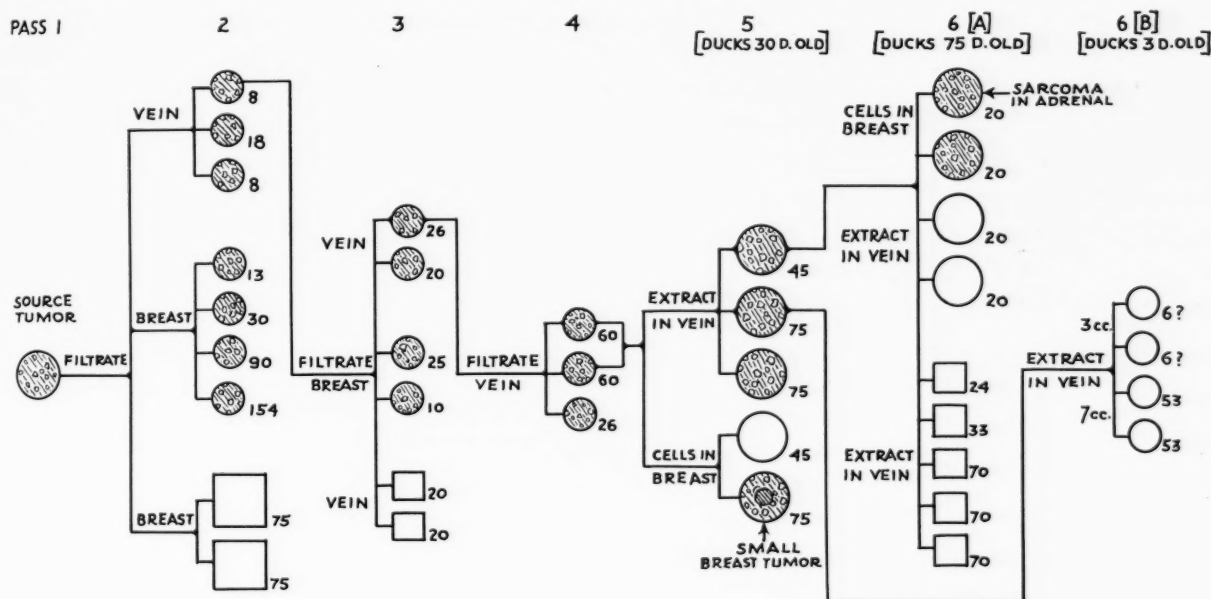 PASS 1
2
3
4
5
[DUCKS 30 D. OLD]
6 [A]
[DUCKS 75 D. OLD]
6 [B]
[DUCKS 3 D. OLD]
SOURCE
TUMOR
FILTRATE
VEIN
8
18
8
BREAST
13
30
90
154
BREAST
75
75
FILTRATE
BREAST
VEIN
26
20
25
10
VEIN
20
20
FILTRATE
VEIN
60
60
26
EXTRACT
IN VEIN
45
75
75
CELLS IN
BREAST
45
75
SMALL
BREAST TUMOR
CELLS IN
BREAST
20
SARCOMA
IN ADRENAL
20
EXTRACT
IN VEIN
20
20
EXTRACT
IN VEIN
24
33
70
70
70
EXTRACT
IN VEIN
3 cc.
6?
6?
7 cc.
53
53